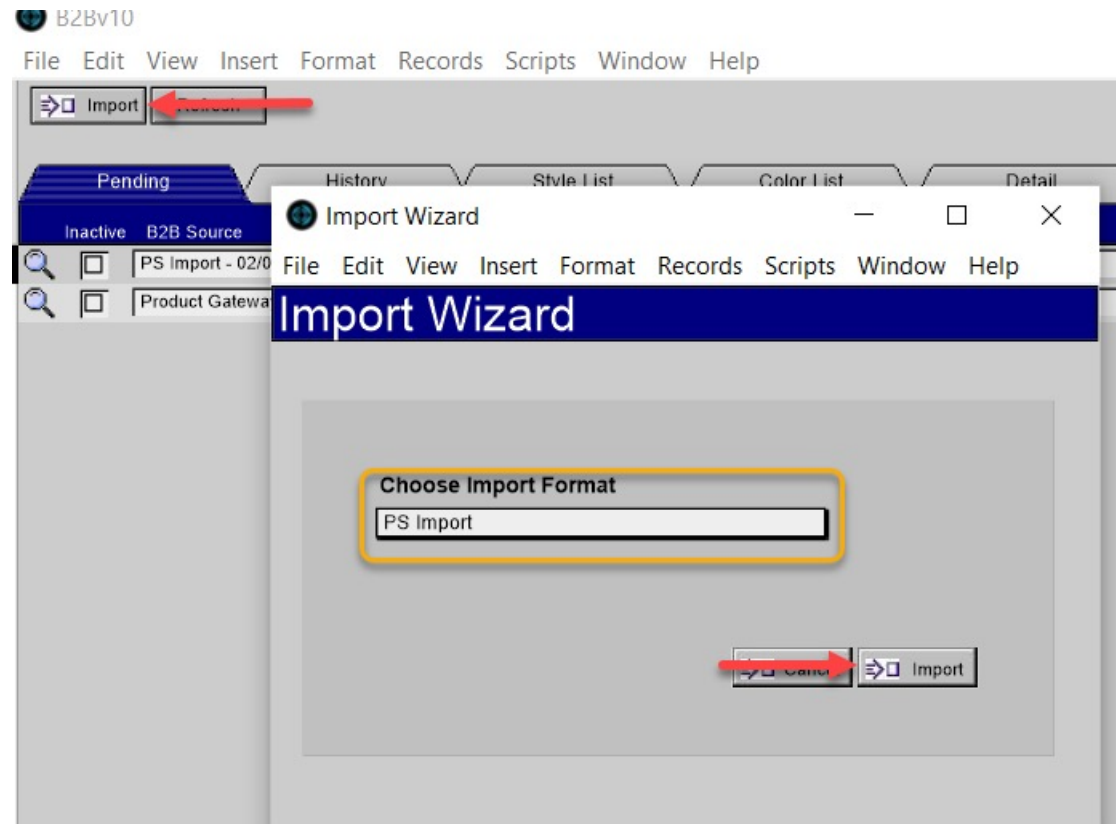 B2Bv10
File Edit View Insert Format Records Scripts Window Help
Import Refresh
Pending History Style List Color List Detail
Inactive B2B Source
PS Import - 02/0
Product Gatewa
Import Wizard
File Edit View Insert Format Records Scripts Window Help
Import Wizard
Choose Import Format
PS Import
Cancel Import